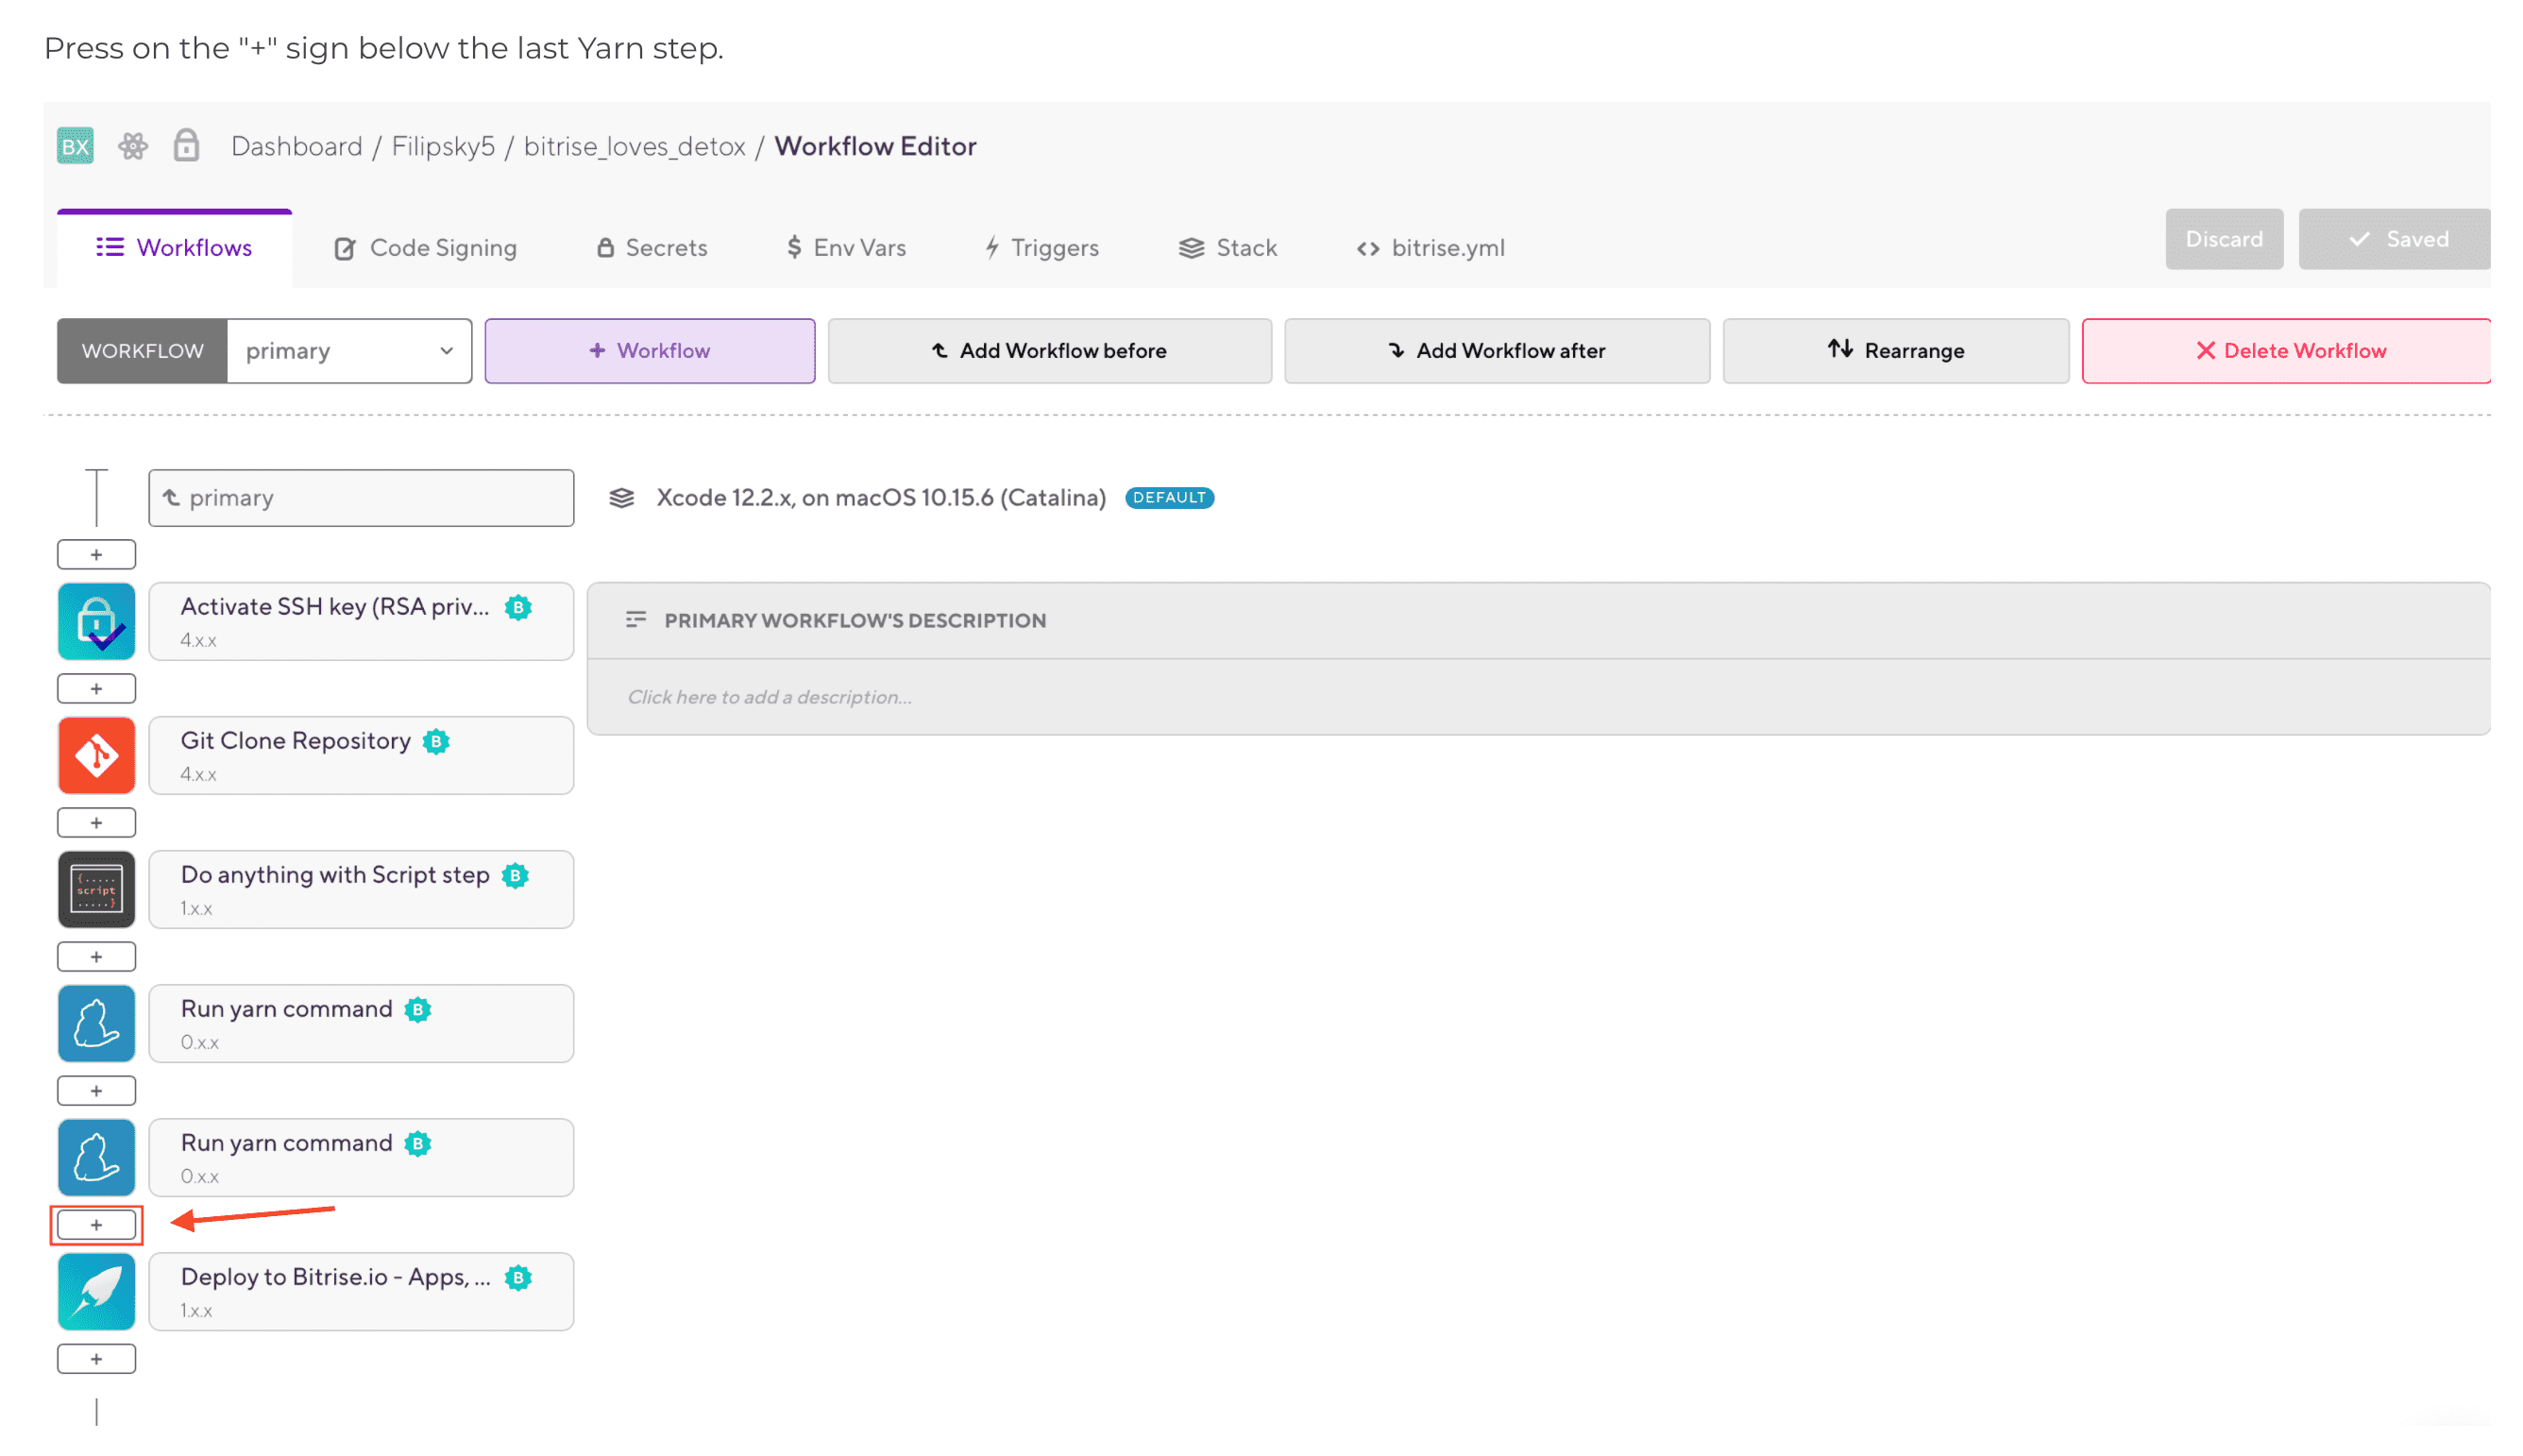 Press on the "+" sign below the last Yarn step.
BX Dashboard / Filipsky5 / bitrise_loves_detox / Workflow Editor
Workflows Code Signing Secrets $ Env Vars Triggers Stack <> bitrise.yml Discard Saved
WORKFLOW primary + Workflow Add Workflow before Add Workflow after Rearrange Delete Workflow
primary Xcode 12.2.x, on macOS 10.15.6 (Catalina) DEFAULT
+
Activate SSH key (RSA priv... B
4.x.x
PRIMARY WORKFLOW'S DESCRIPTION
Click here to add a description...
+
Git Clone Repository B
4.x.x
+
{.....
script
.....}
Do anything with Script step B
1.x.x
+
Run yarn command B
0.x.x
+
Run yarn command B
0.x.x
+
Deploy to Bitrise.io - Apps, ... B
1.x.x
+